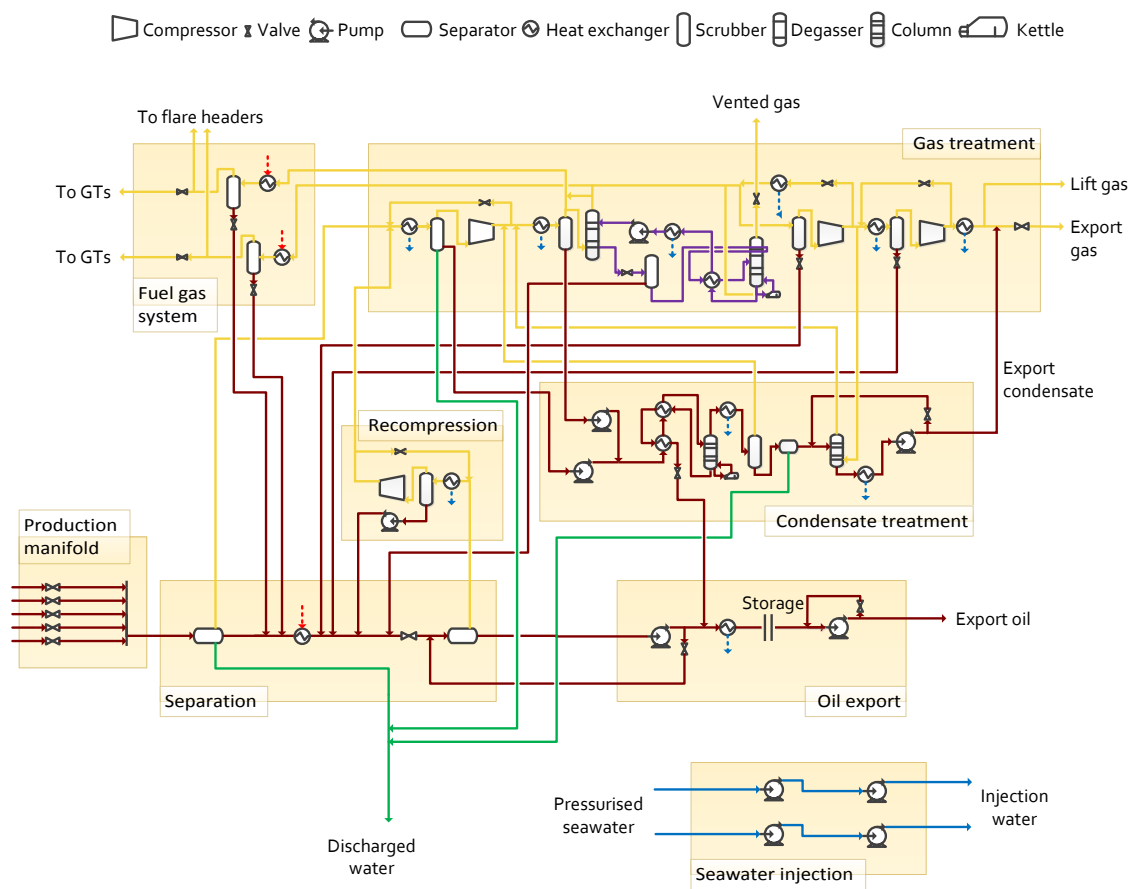 Compressor Valve Pump Separator Heat exchanger Scrubber Degasser Column Kettle
Vented gas
To flare headers
Gas treatment
To GTs
Lift gas
Export
gas
To GTs
Fuel gas
system
Export
condensate
Recompression
Production
manifold
Condensate treatment
Storage
Export oil
Separation
Oil export
Pressurised
seawater
Injection
water
Discharged
water
Seawater injection